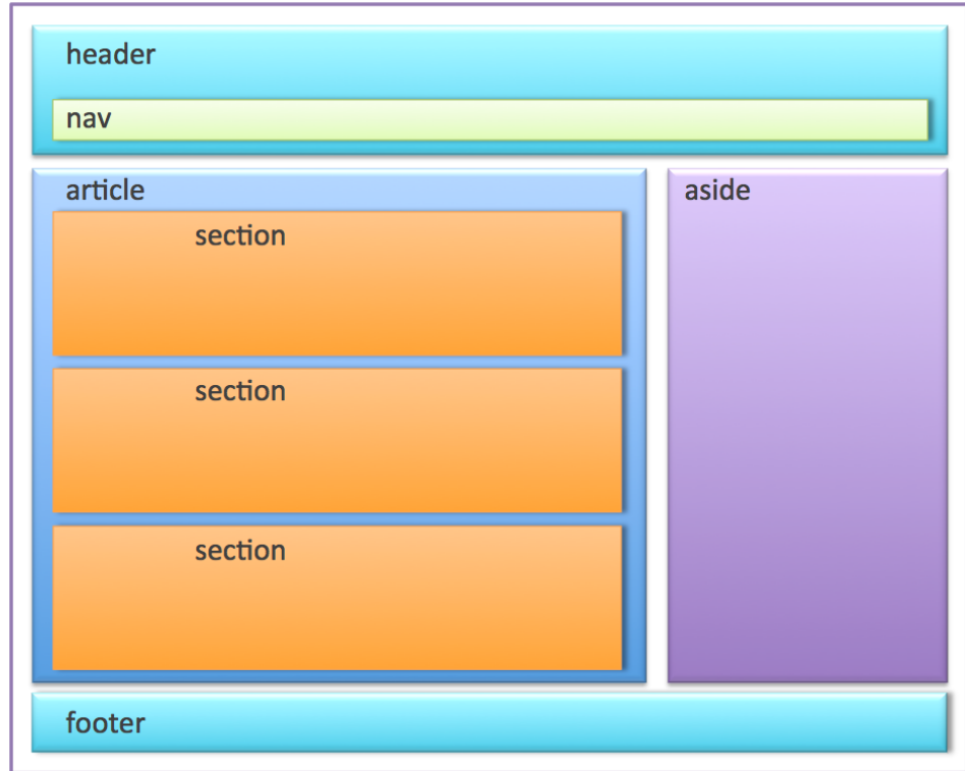 header
nav
article
section
section
section
aside
footer